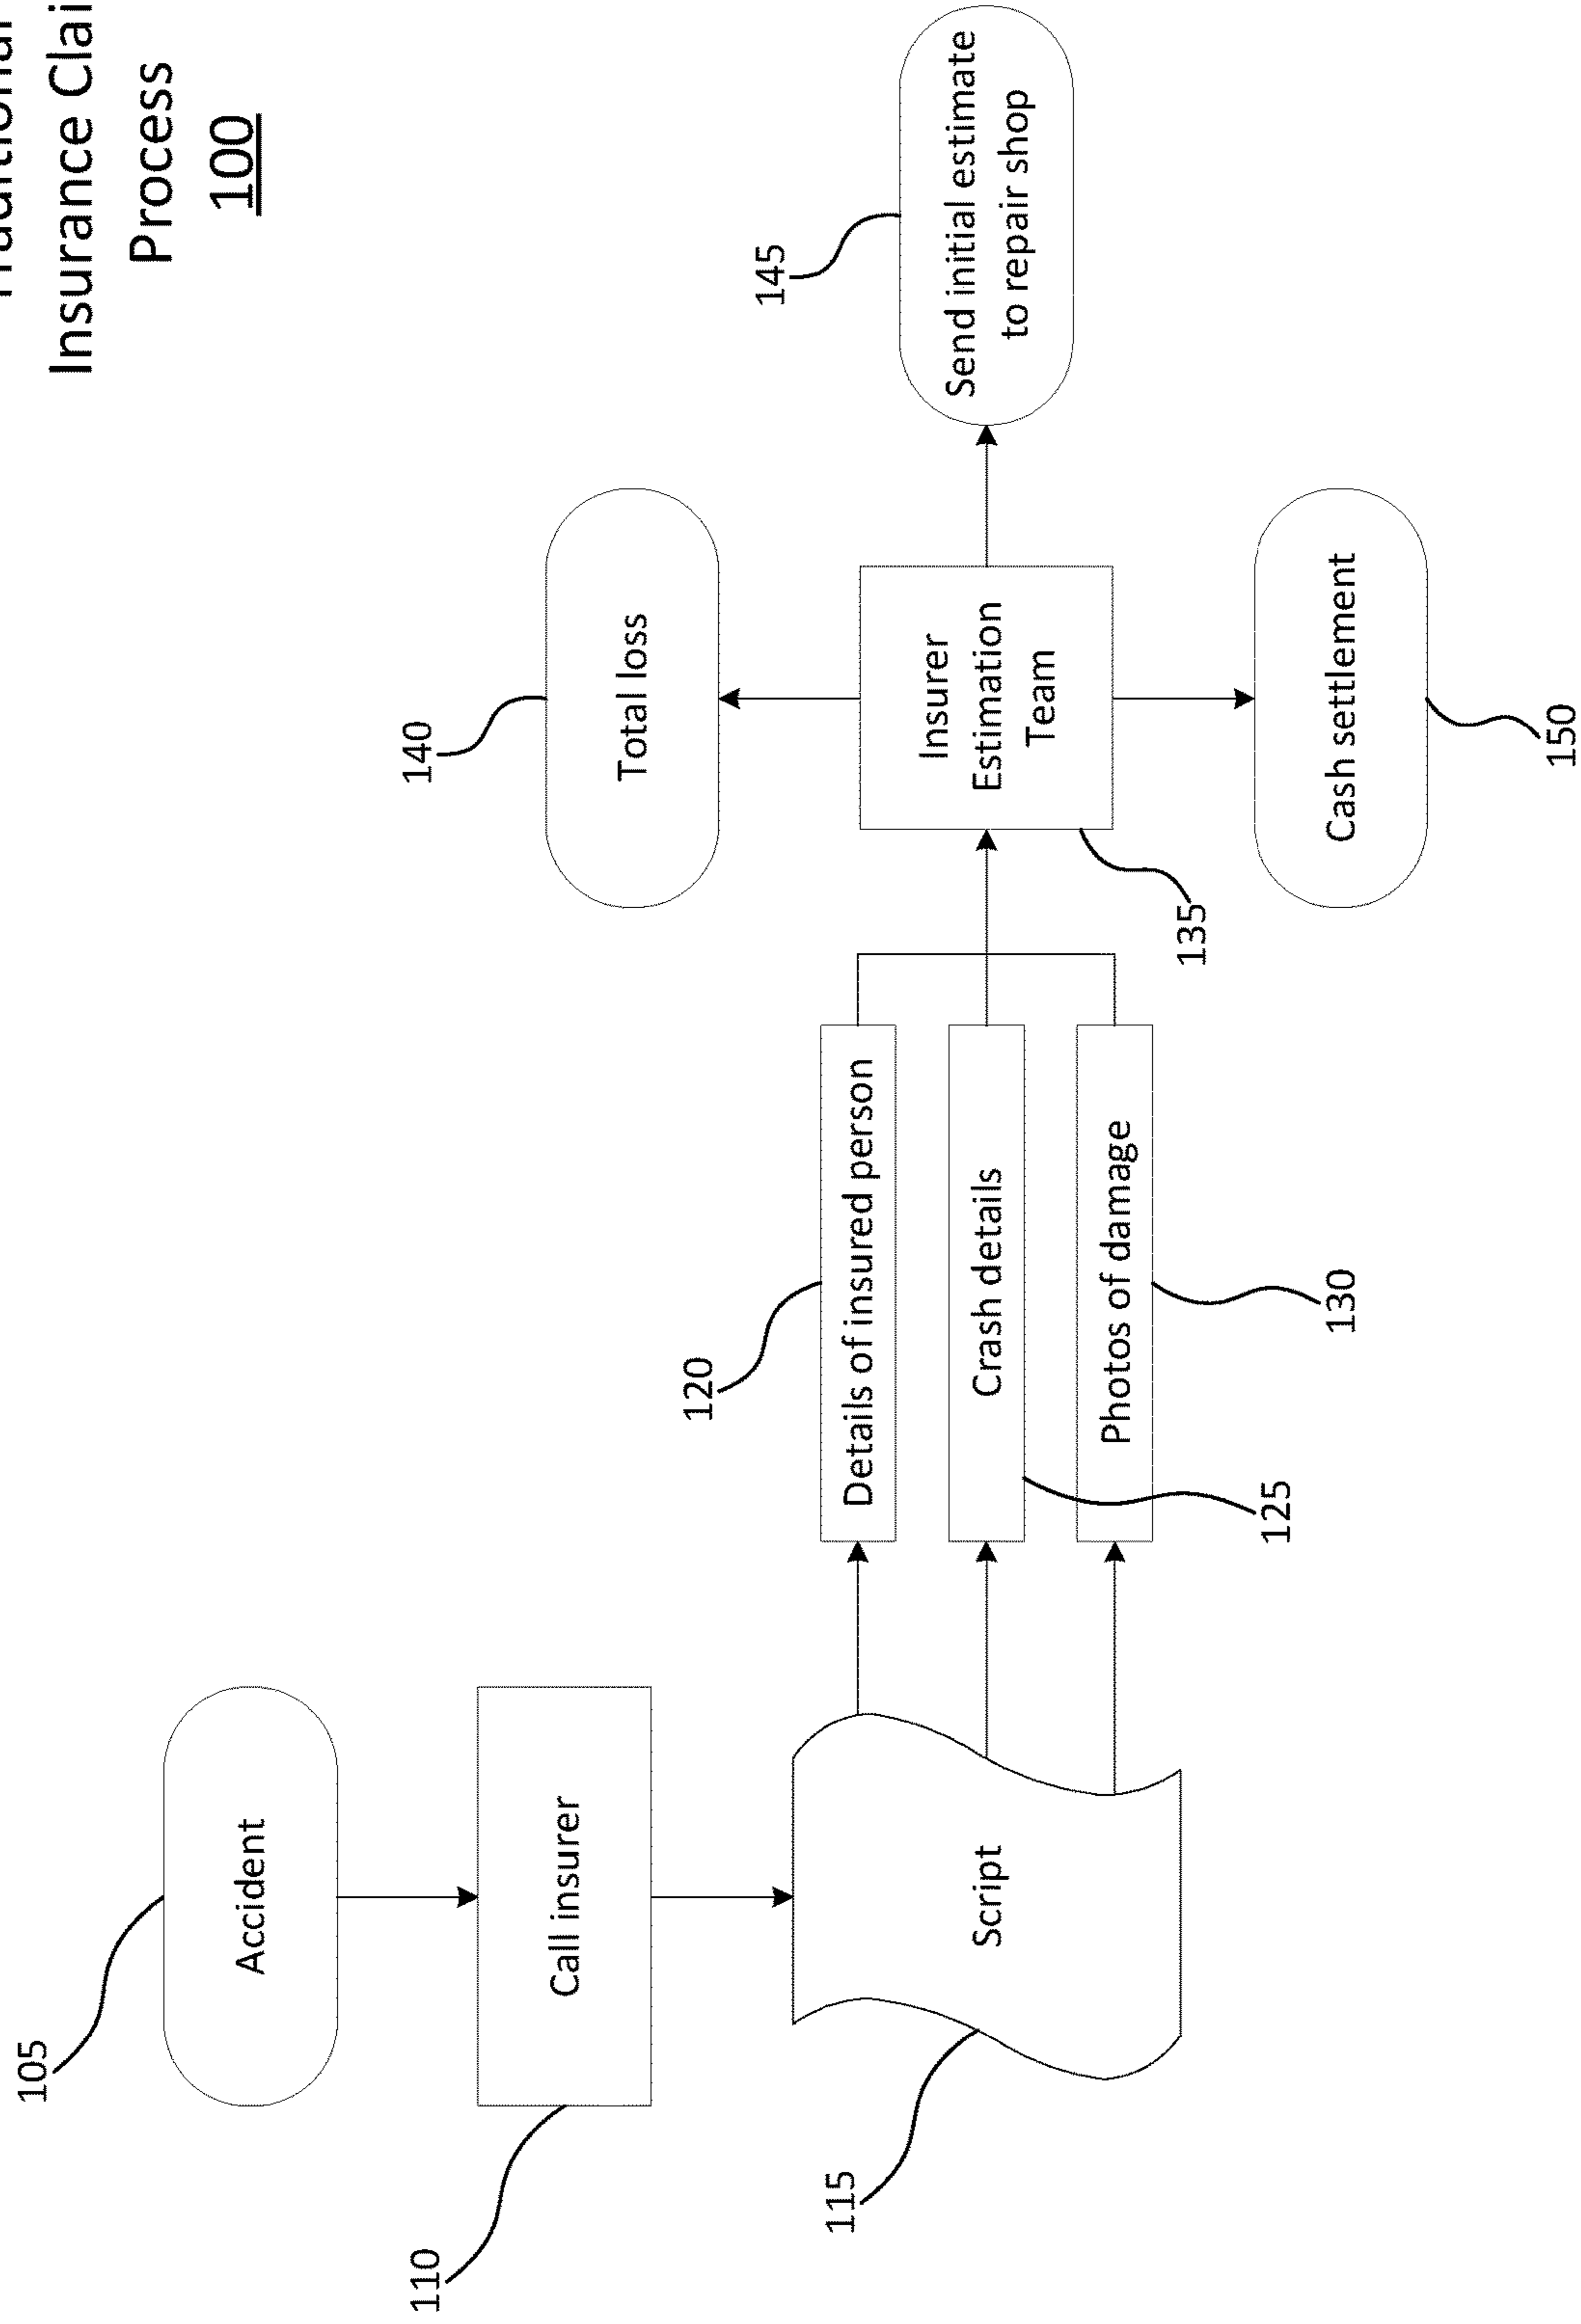 Traditional
Insurance Clai
Process
100
105
Accident
110
Call insurer
115
Script
120
Details of insured person
Crash details
125
Photos of damage
130
135
Insurer
Estimation
Team
140
Total loss
145
Send initial estimate
to repair shop
Cash settlement
150